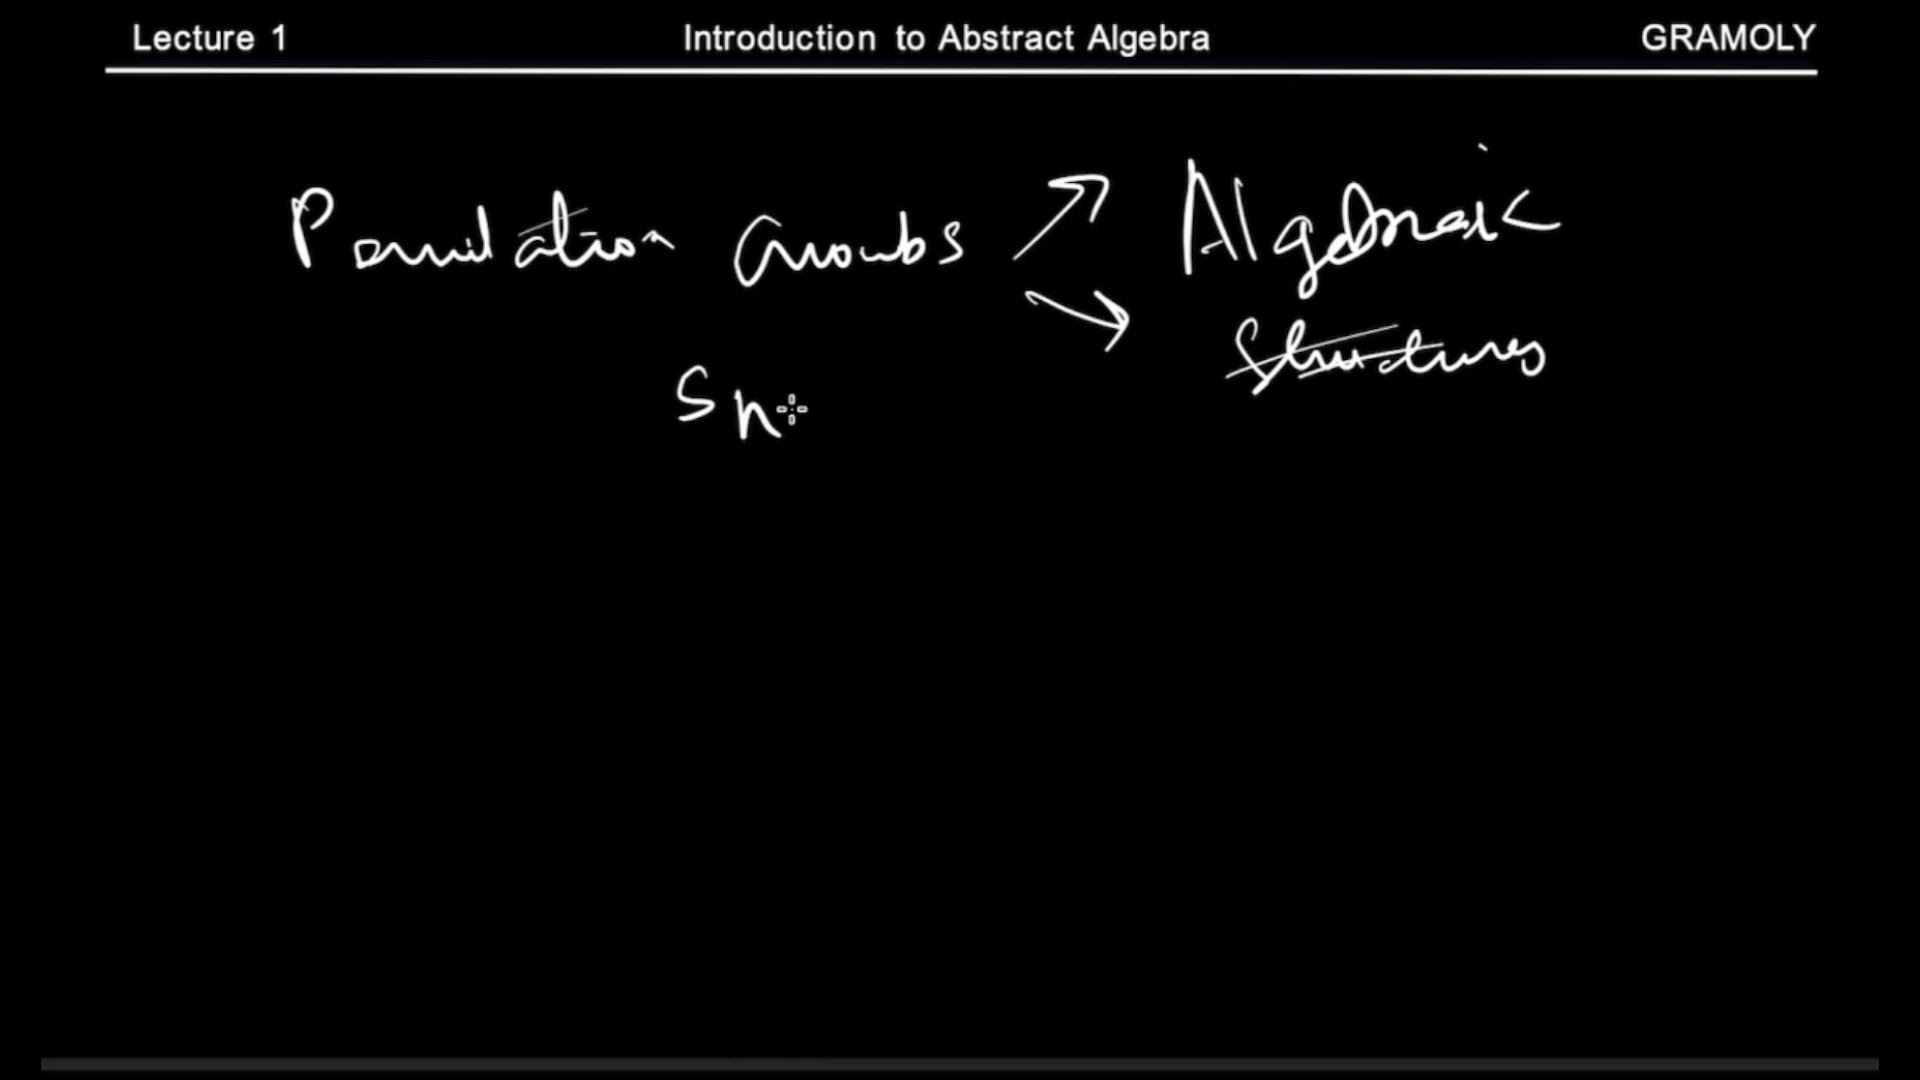 Lecture 1 Introduction to Abstract Algebra GRAMOLY
Permutation Groups Algebraic
Structures
Sn